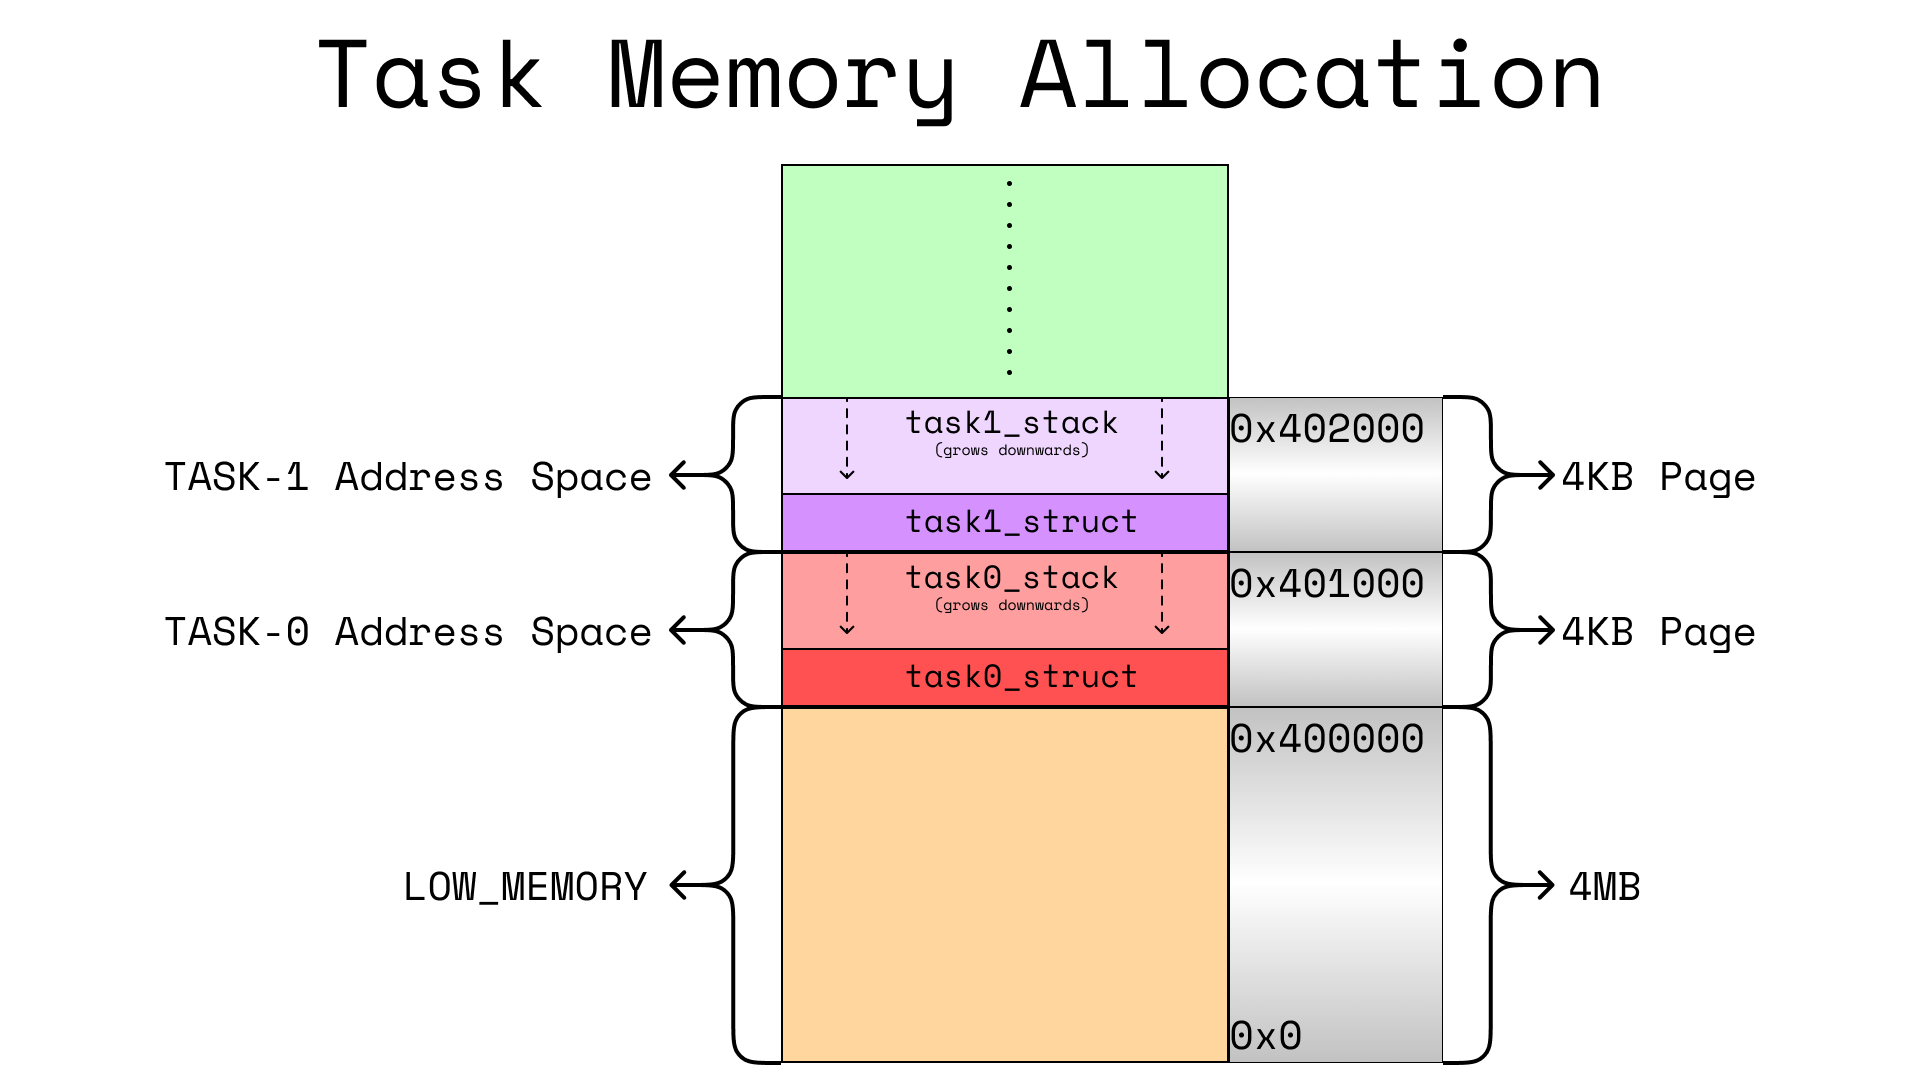 Task Memory Allocation
task1_stack
(grows downwards)
0x402000
TASK-1 Address Space
4KB Page
task1_struct
task0_stack
(grows downwards)
0x401000
TASK-0 Address Space
4KB Page
task0_struct
0x400000
LOW_MEMORY
4MB
0x0